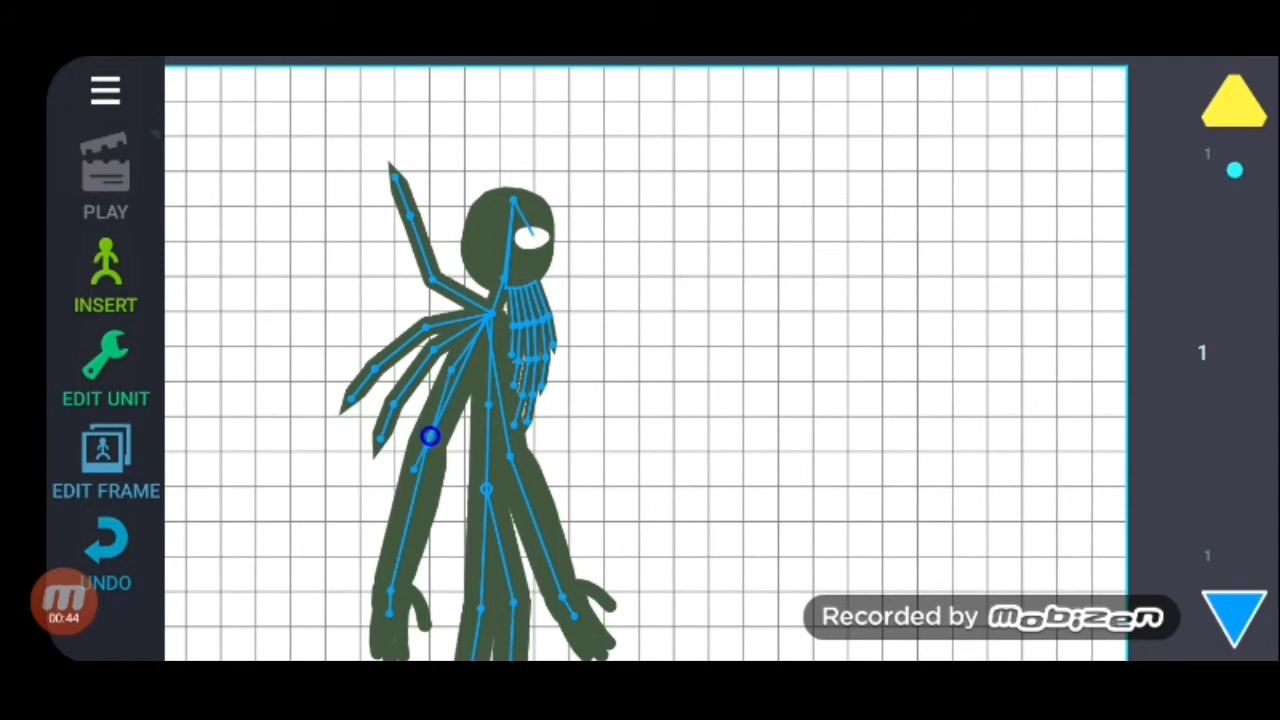 PLAY
INSERT
EDIT UNIT
EDIT FRAME
UNDO
00:44
1
1
1
Recorded by mobizen